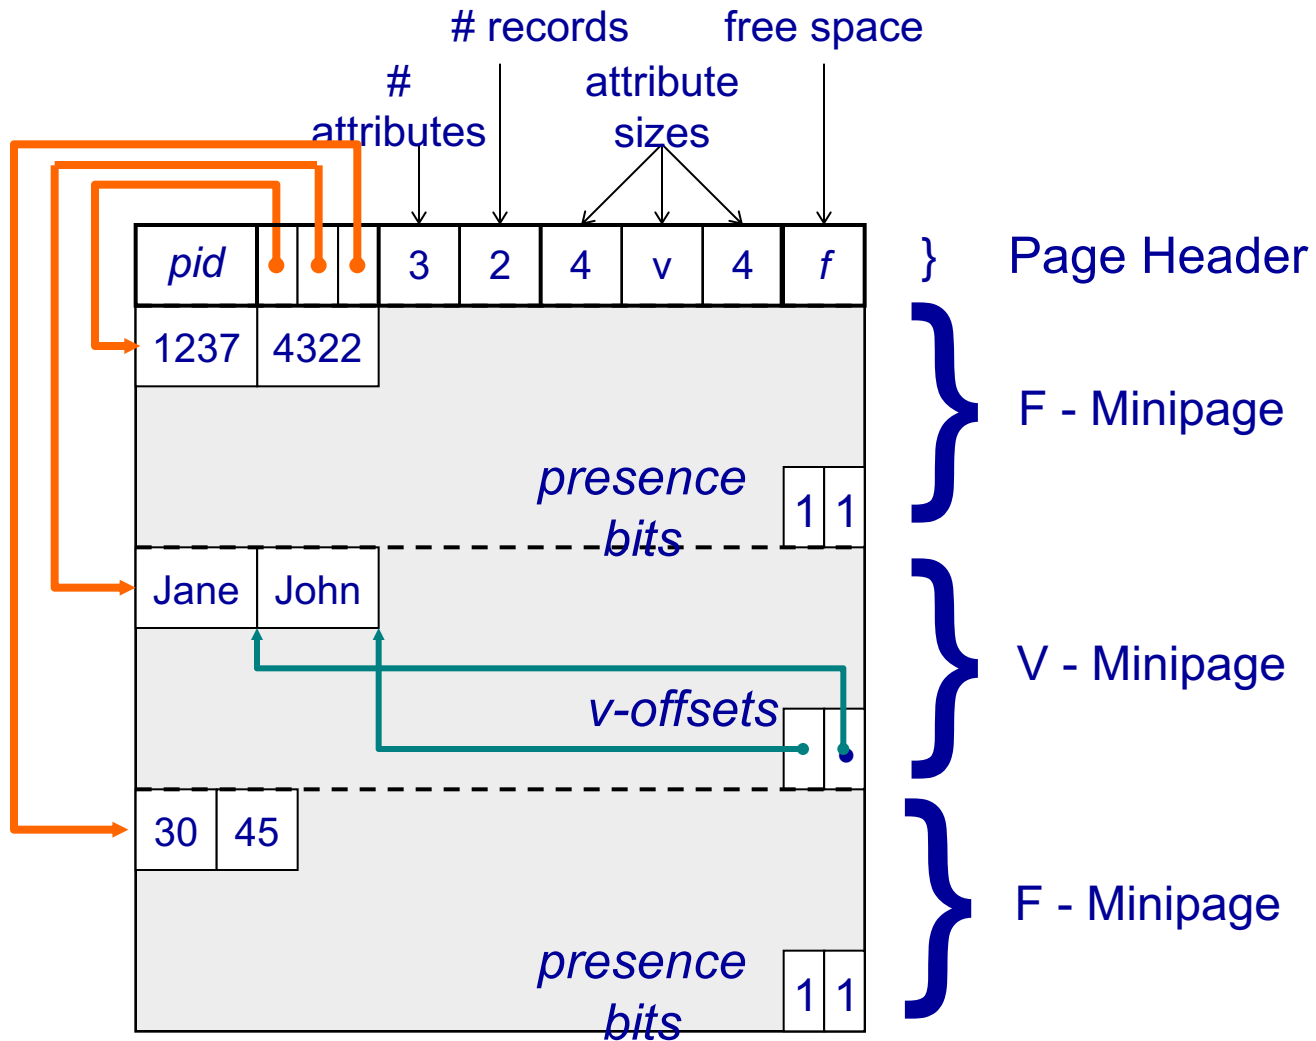 # records free space
# attribute
attributes sizes
pid 3 2 4 v 4 f } Page Header
1237 4322
F - Minipage
presence
bits
1 1
Jane John
V - Minipage
v-offsets
30 45
F - Minipage
presence
bits
1 1